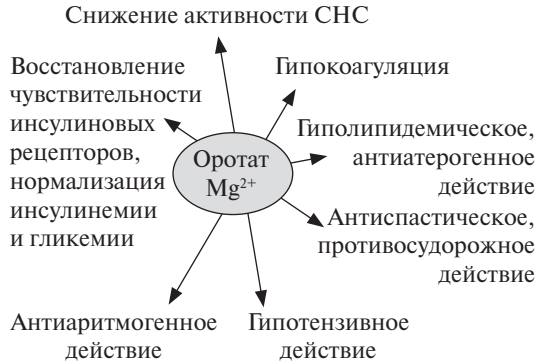 Снижение активности СНС
Восстановление
чувствительности
инсулиновых
рецепторов,
нормализация
инсулинемии
и гликемии
Гипокоагуляция
Гиполипидемическое,
антиатерогенное
действие
Оротат
Mg²⁺
Антиспастическое,
противосудорожное
действие
Антиаритмогенное
действие
Гипотензивное
действие